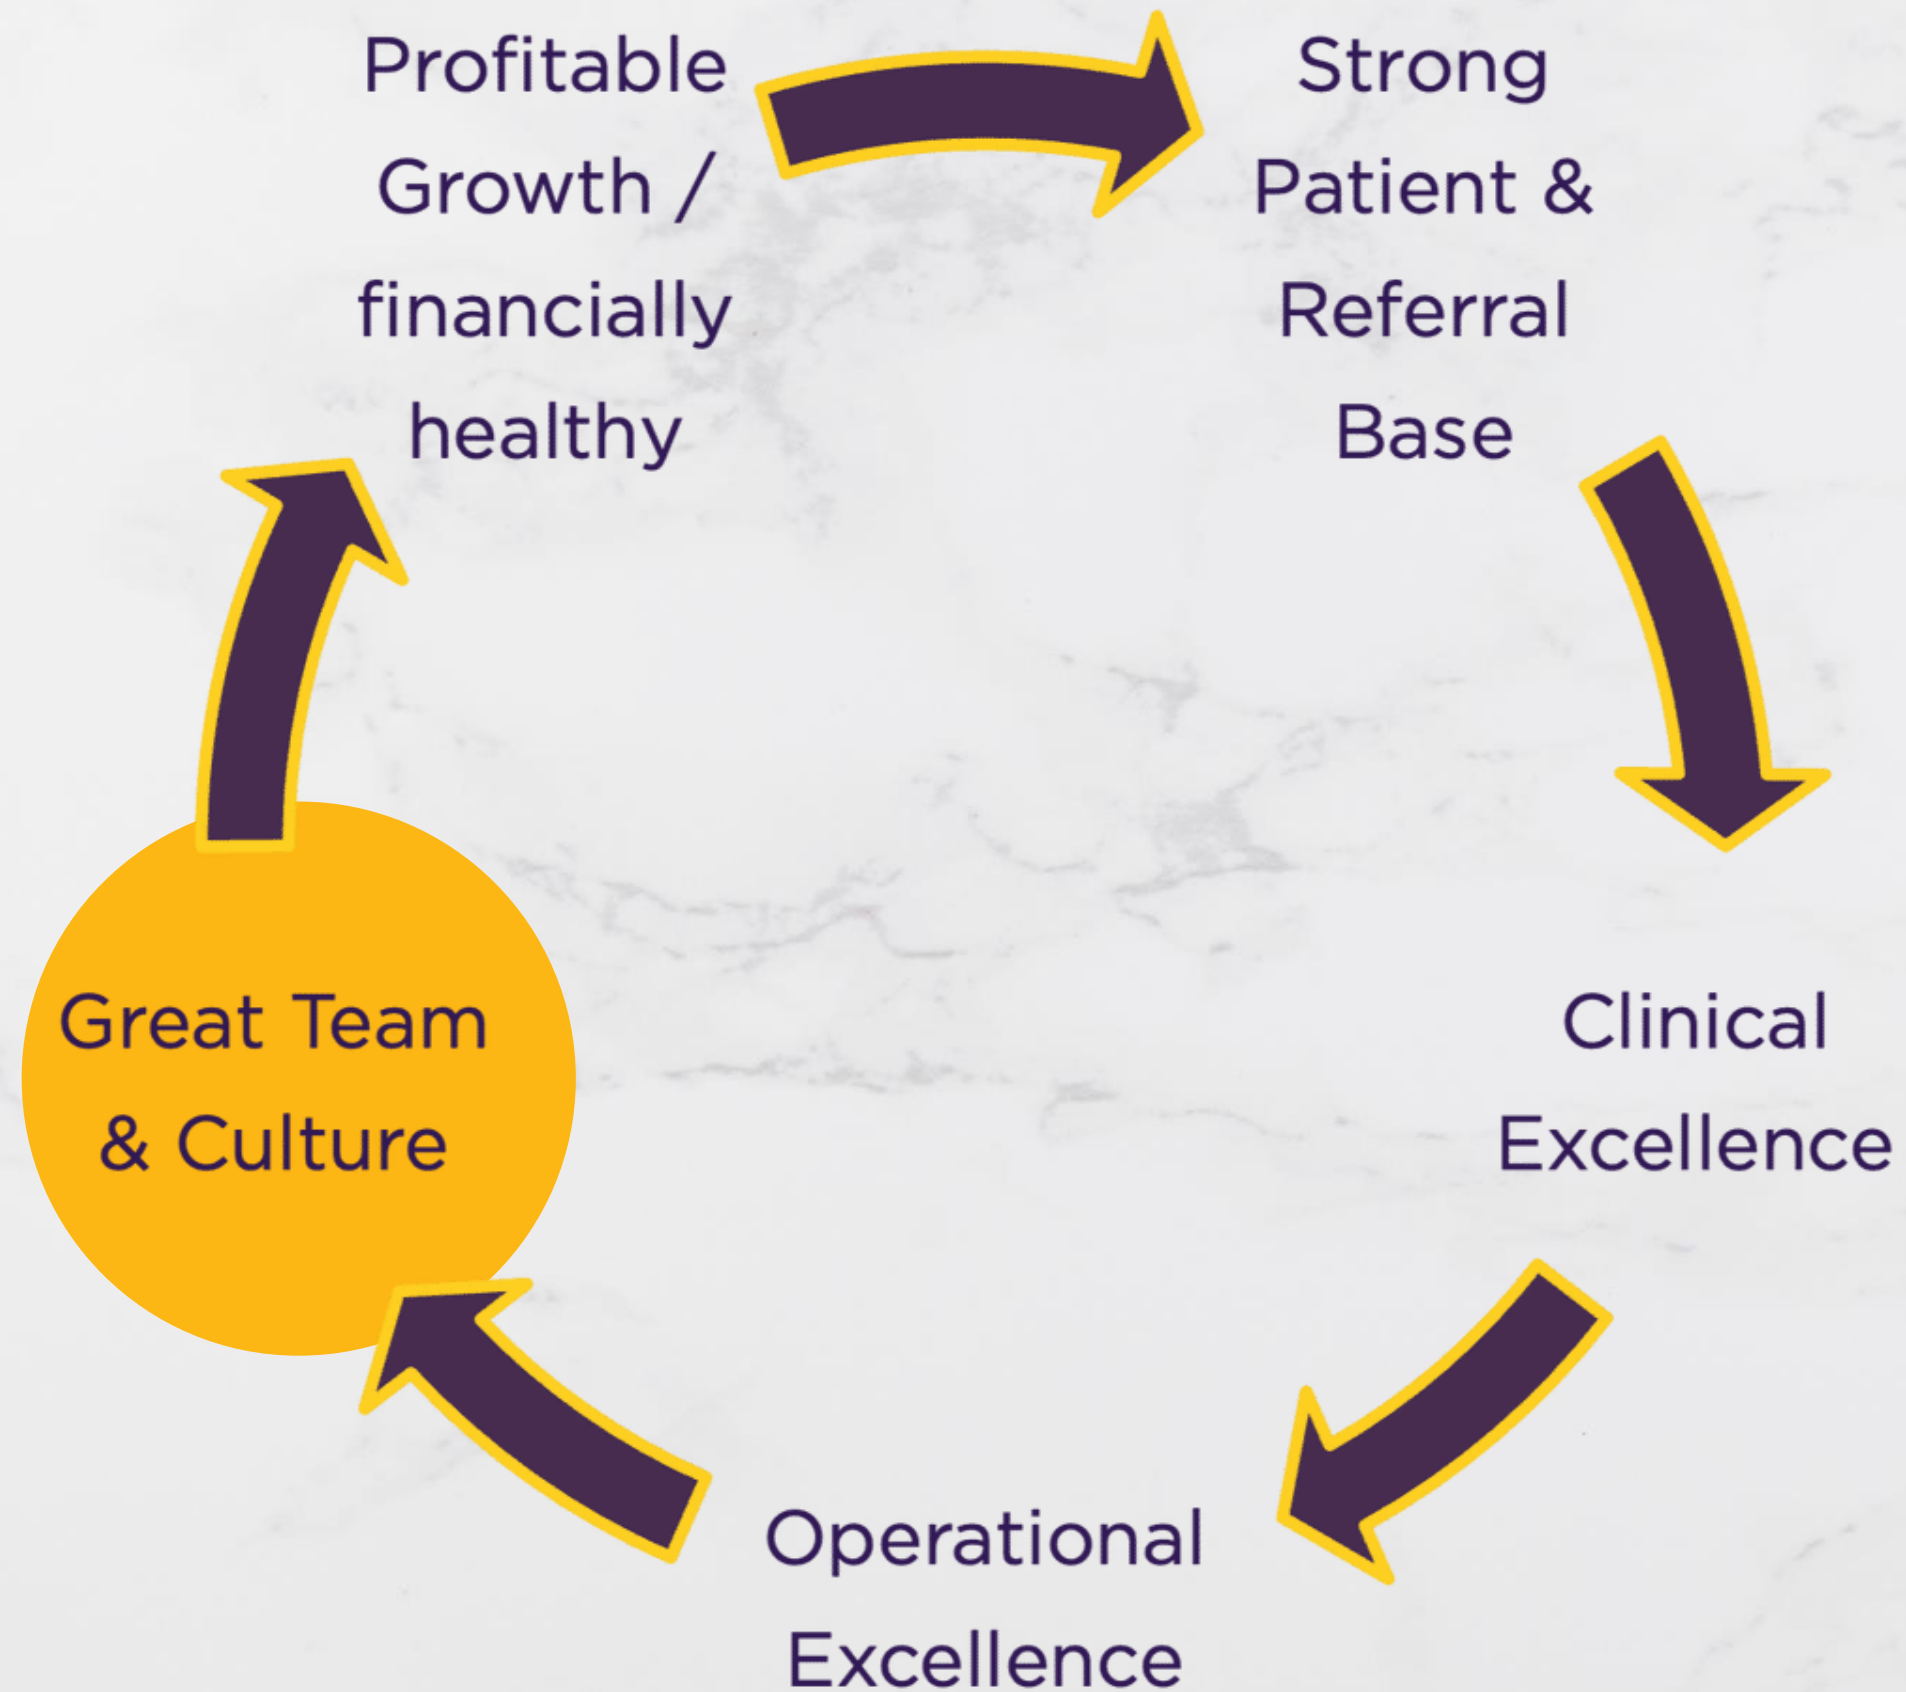 Profitable
Growth /
financially
healthy
Strong
Patient &
Referral
Base
Clinical
Excellence
Operational
Excellence
Great Team
& Culture